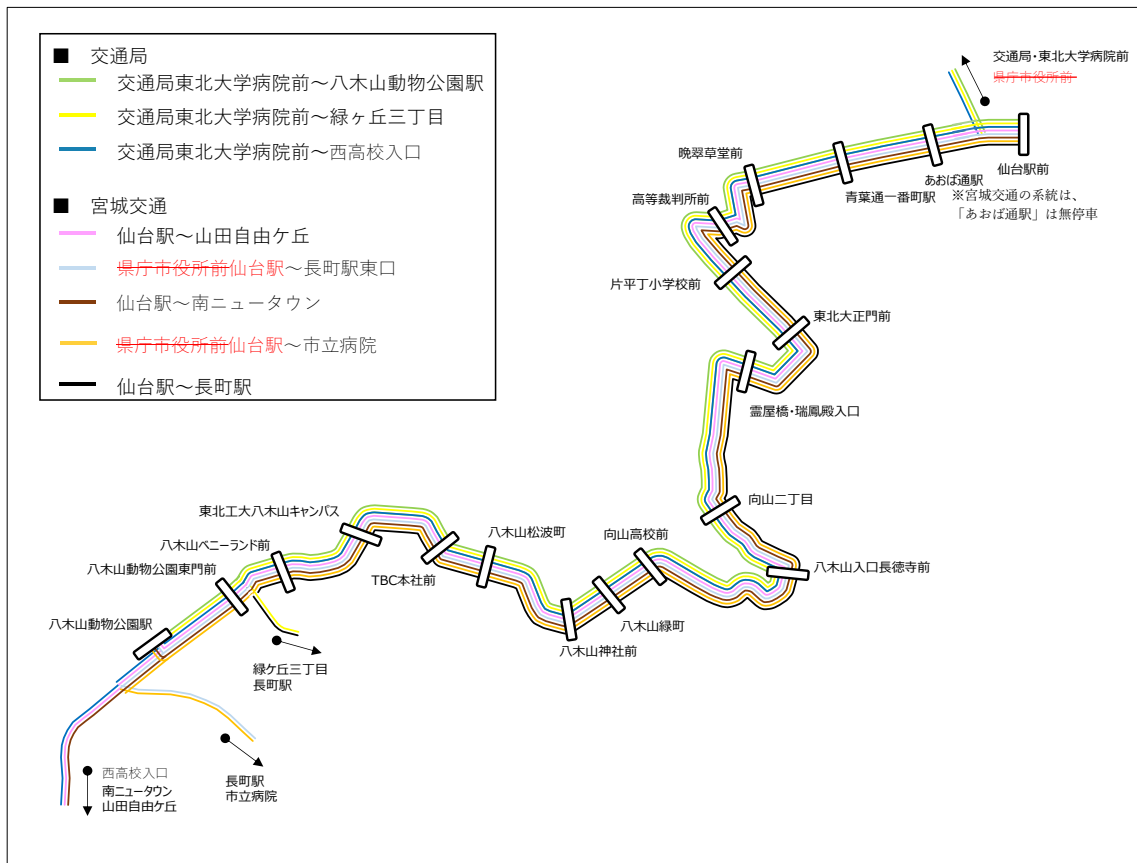 ■ 交通局
交通局東北大学病院前～八木山動物公園駅
交通局東北大学病院前～緑ヶ丘三丁目
交通局東北大学病院前～西高校入口
■ 宮城交通
仙台駅～山田自由ケ丘
県庁市役所前仙台駅～長町駅東口
仙台駅～南ニュータウン
県庁市役所前仙台駅～市立病院
仙台駅～長町駅
交通局・東北大学病院前
県庁市役所前
仙台駅前
あおば通駅
※宮城交通の系統は、
「あおば通駅」は無停車
青葉通一番町駅
晩翠草堂前
高等裁判所前
片平丁小学校前
東北大正門前
霊屋橋・瑞鳳殿入口
向山二丁目
八木山入口長徳寺前
向山高校前
八木山緑町
八木山神社前
八木山松波町
TBC本社前
東北工大八木山キャンパス
八木山ベニーランド前
八木山動物公園東門前
八木山動物公園駅
緑ケ丘三丁目
長町駅
長町駅
市立病院
西高校入口
南ニュータウン
山田自由ケ丘